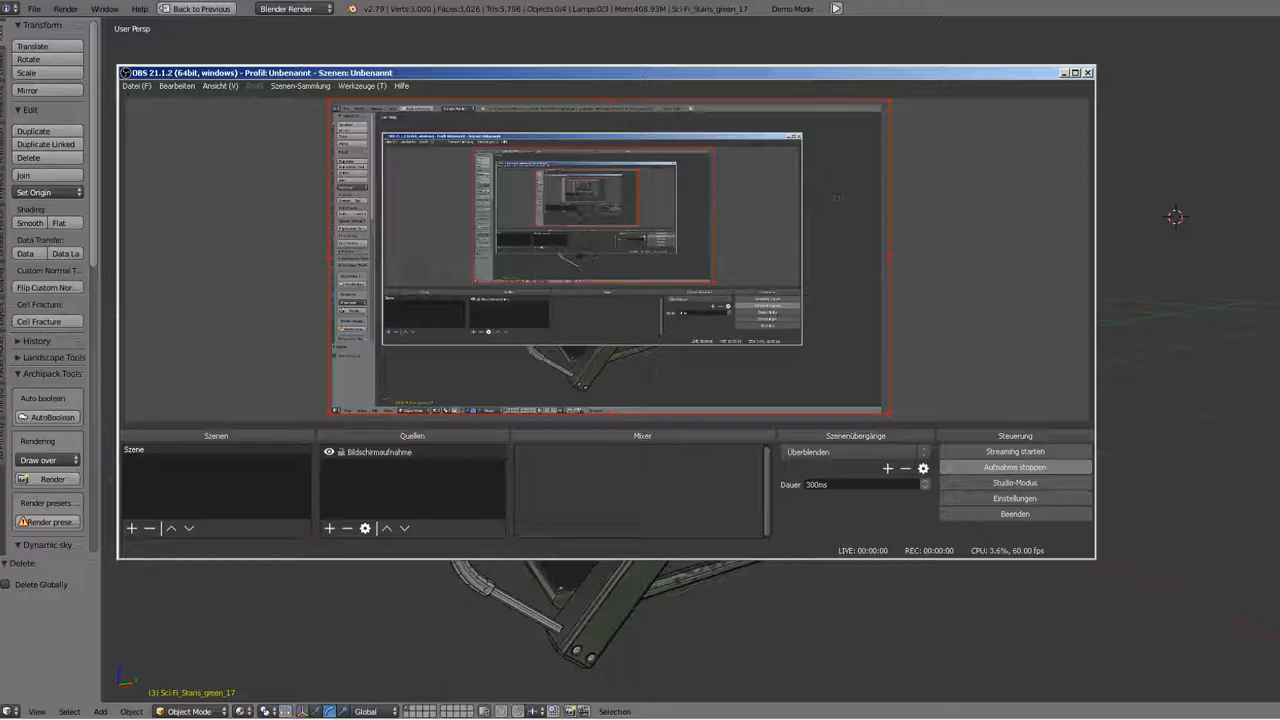 File Render Window Help Back to Previous Blender Render v2.79 | Verts:3,000 | Faces:3,026 | Tris:5,796 | Objects:0/4 | Lamps:0/3 | Mem:408.93M | Sci-Fi_Staris_green_17 Demo Mode:
User Persp
Transform
Translate
Rotate
Scale
Mirror
Edit
Duplicate
Duplicate Linked
Delete
Join
Set Origin
Shading:
Smooth Flat
Data Transfer:
Data Data La
Custom Normal T...
Flip Custom Nor...
Cell Fracture:
Cell Fracture
History
Landscape Tools
Archipack Tools
Auto boolean
AutoBoolean
Rendering
Draw over
Render
Render presets ...
Render prese...
Dynamic sky
Delete
Delete Globally
OBS 21.1.2 (64bit, windows) - Profil: Unbenannt - Szenen: Unbenannt
Datei (F) Bearbeiten Ansicht (V) Profil Szenen-Sammlung Werkzeuge (T) Hilfe
Szenen Quellen Mixer Szenenübergänge Steuerung
Szene
Bildschirmaufnahme
Überblenden
Dauer 300ms
Streaming starten
Aufnahme stoppen
Studio-Modus
Einstellungen
Beenden
LIVE: 00:00:00 REC: 00:00:00 CPU: 3.6%, 60.00 fps
(3) Sci-Fi_Staris_green_17
View Select Add Object Object Mode Global Selection